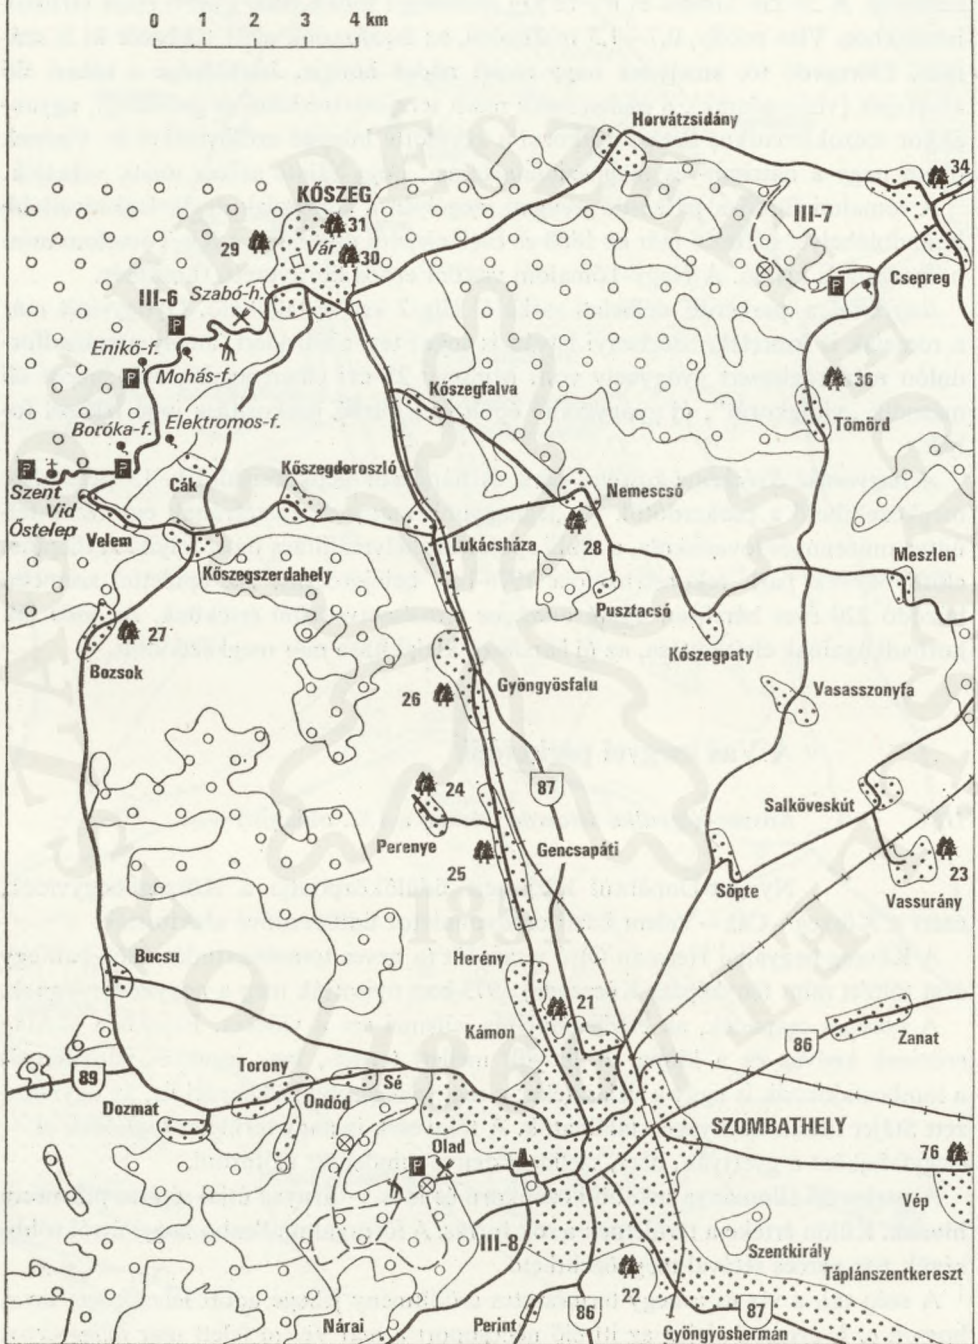 0 1 2 3 4 km
Horvátzsidány
34
KŐSZEG
31
III-7
29
Vár
30
Csepreg
P
III-6
Szabó-h.
P
Enikő-f.
Mohás-f.
P
36
Kőszegfalva
Tömörd
Boróka-f.
Elektromos-f.
P
P
Kőszegdoroszló
Cák
Nemescsó
Szent
Vid
Őstelep
Velem
Lukácsháza
28
Meszlen
Kőszegszerdahely
Pusztacsó
27
Kőszegpaty
Bozsok
Gyöngyösfalu
Vasasszonyfa
26
24
87
Salköveskút
Perenye
25
Gencsapáti
Söpte
23
Vassurány
Bucsu
Herény
21
Kámon
86
Zanat
89
Torony
Sé
Dozmat
Ondód
SZOMBATHELY
Olad
P
76
Vép
III-8
Szentkirály
22
Táplánszentkereszt
Nárai
Perint
86
87
Gyöngyöshermán